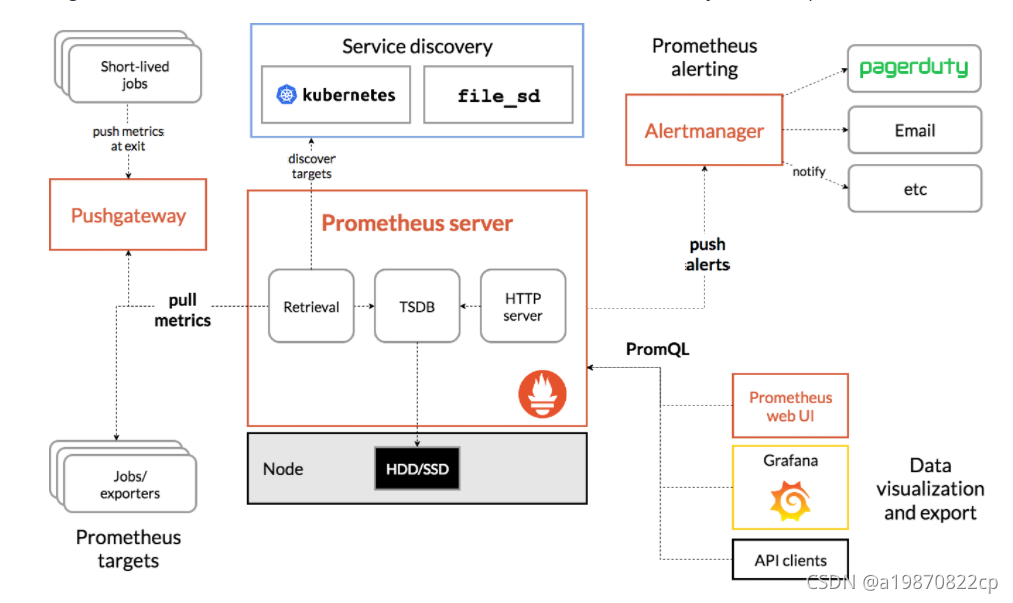 Short-lived
jobs
push metrics
at exit
Pushgateway
Service discovery
kubernetes
file_sd
discover
targets
Prometheus
alerting
Alertmanager
pagerduty
Email
notify
etc
Prometheus server
Retrieval
TSDB
HTTP
server
pull
metrics
push
alerts
PromQL
Node
HDD/SSD
Jobs/
exporters
Prometheus
targets
Prometheus
web UI
Grafana
API clients
Data
visualization
and export
CSDN @a19870822cp